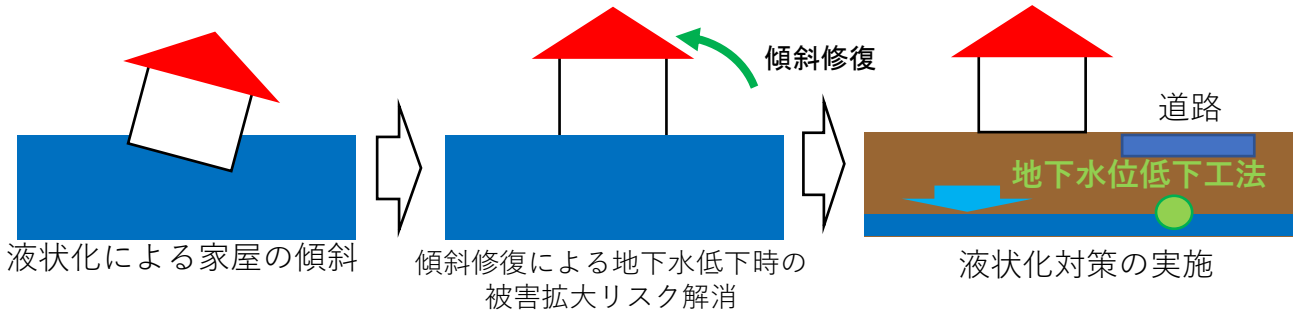 傾斜修復
道路
地下水位低下工法
液状化による家屋の傾斜
傾斜修復による地下水低下時の
被害拡大リスク解消
液状化対策の実施